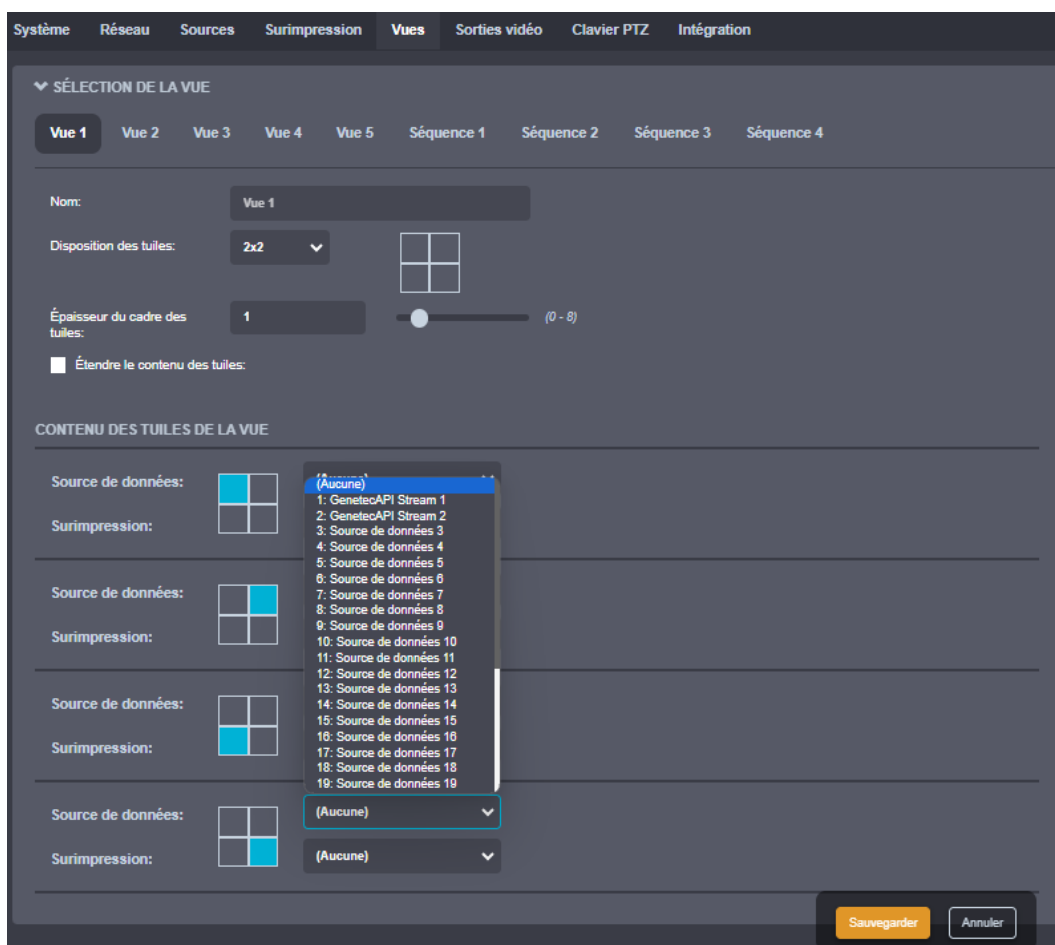 Système Réseau Sources Surimpression Vues Sorties vidéo Clavier PTZ Intégration
SÉLECTION DE LA VUE
Vue 1 Vue 2 Vue 3 Vue 4 Vue 5 Séquence 1 Séquence 2 Séquence 3 Séquence 4
Nom: Vue 1
Disposition des tuiles: 2x2
Épaisseur du cadre des 1 (0 - 8)
tuiles:
Étendre le contenu des tuiles:
CONTENU DES TUILES DE LA VUE
Source de données:
Surimpression:
Source de données:
Surimpression:
Source de données:
Surimpression:
(Aucune)
1: GenetecAPI Stream 1
2: GenetecAPI Stream 2
3: Source de données 3
4: Source de données 4
5: Source de données 5
6: Source de données 6
7: Source de données 7
8: Source de données 8
9: Source de données 9
10: Source de données 10
11: Source de données 11
12: Source de données 12
13: Source de données 13
14: Source de données 14
15: Source de données 15
16: Source de données 16
17: Source de données 17
18: Source de données 18
19: Source de données 19
Source de données: (Aucune)
Surimpression: (Aucune)
Sauvegarder Annuler